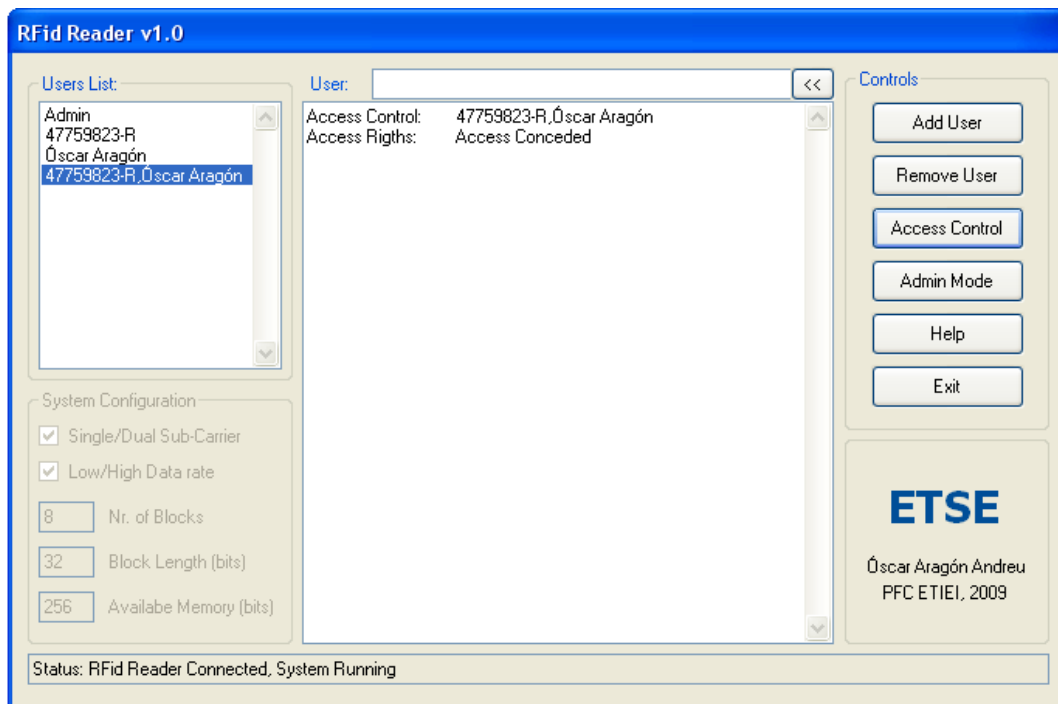 RFid Reader v1.0
Users List:
Admin
47759823-R
Óscar Aragón
47759823-R,Óscar Aragón
User:
<<
Access Control: 47759823-R,Óscar Aragón
Access Rigths: Access Conceded
Controls
Add User
Remove User
Access Control
Admin Mode
Help
Exit
System Configuration
Single/Dual Sub-Carrier
Low/High Data rate
8 Nr. of Blocks
32 Block Length (bits)
256 Availabe Memory (bits)
ETSE
Óscar Aragón Andreu
PFC ETIEI, 2009
Status: RFid Reader Connected, System Running